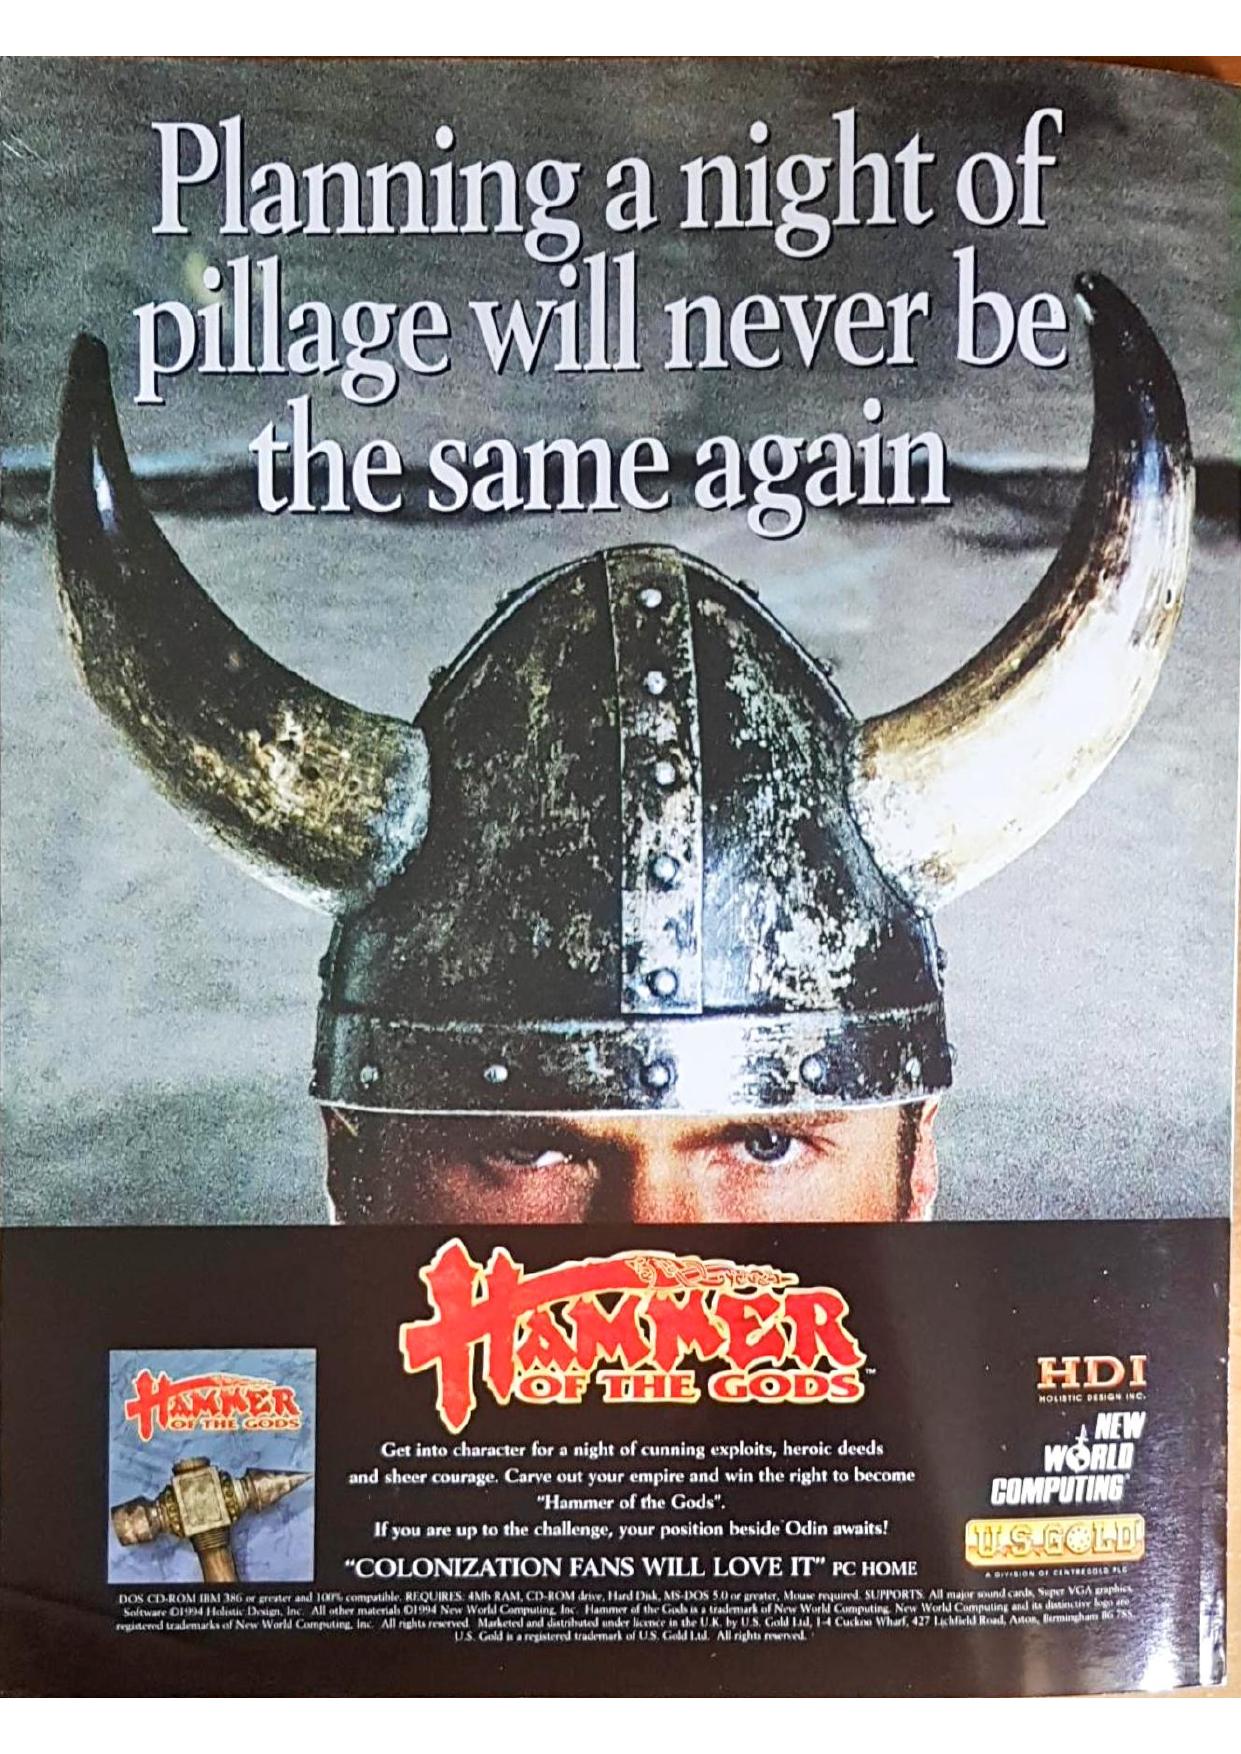 Planning a night of
pillage will never be
the same again
HAMMER
OF THE GODS™
HAMMER
OF THE GODS
Get into character for a night of cunning exploits, heroic deeds
and sheer courage. Carve out your empire and win the right to become
"Hammer of the Gods".
If you are up to the challenge, your position beside Odin awaits!
"COLONIZATION FANS WILL LOVE IT" PC HOME
HDI
HOLISTIC DESIGN INC.
NEW
WORLD
COMPUTING
U.S. GOLD
A DIVISION OF CENTREGOLD PLC
DOS CD-ROM IBM 386 or greater and 100% compatible. REQUIRES: 4Mb RAM, CD-ROM drive, Hard Disk, MS-DOS 5.0 or greater, Mouse required. SUPPORTS: All major sound cards, Super VGA graphics.
Software ©1994 Holistic Design, Inc. All other materials ©1994 New World Computing, Inc. Hammer of the Gods is a trademark of New World Computing. New World Computing and its distinctive logo are
registered trademarks of New World Computing, Inc. All rights reserved. Marketed and distributed under licence in the U.K. by U.S. Gold Ltd, 1-4 Cuckoo Wharf, 427 Lichfield Road, Aston, Birmingham B6 7SS.
U.S. Gold is a registered trademark of U.S. Gold Ltd. All rights reserved.